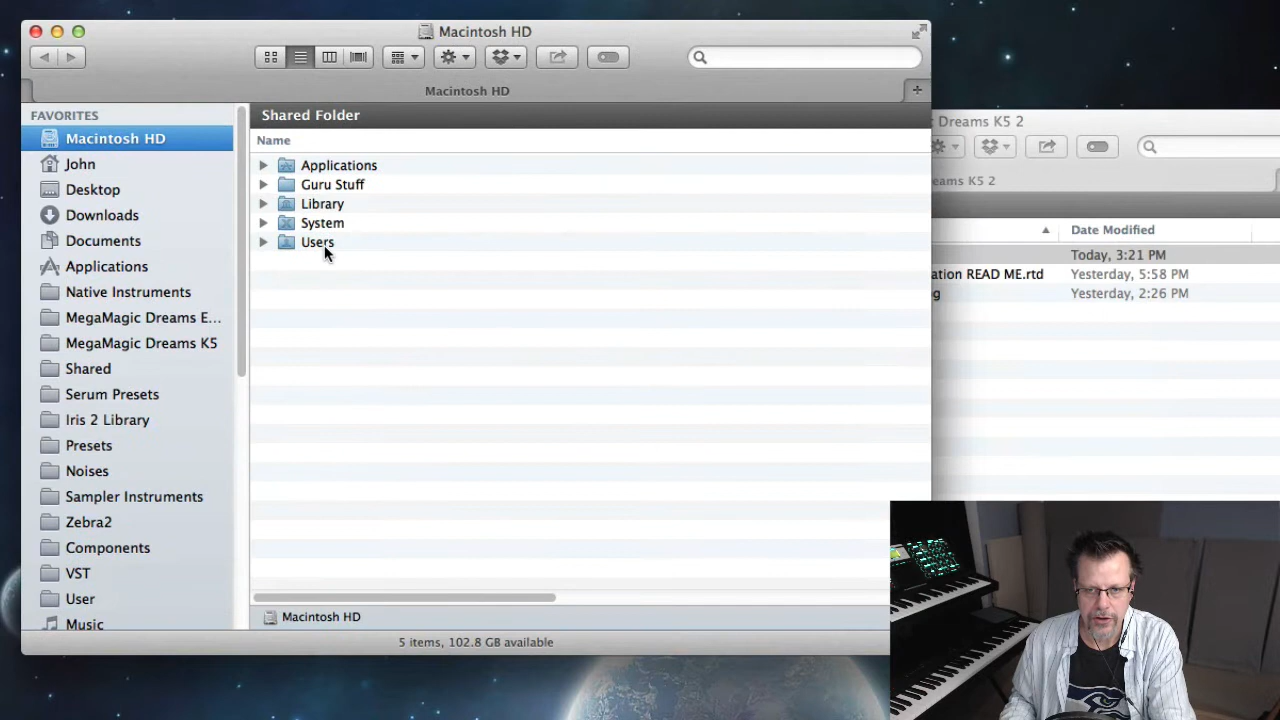 Macintosh HD
Macintosh HD
FAVORITES
Macintosh HD
John
Desktop
Downloads
Documents
Applications
Native Instruments
MegaMagic Dreams E...
MegaMagic Dreams K5
Shared
Serum Presets
Iris 2 Library
Presets
Noises
Sampler Instruments
Zebra2
Components
VST
User
Music
Shared Folder
Name
Applications
Guru Stuff
Library
System
Users
Macintosh HD
5 items, 102.8 GB available
Dreams K5 2
eams K5 2
Date Modified
Today, 3:21 PM
ation READ ME.rtd
Yesterday, 5:58 PM
g
Yesterday, 2:26 PM